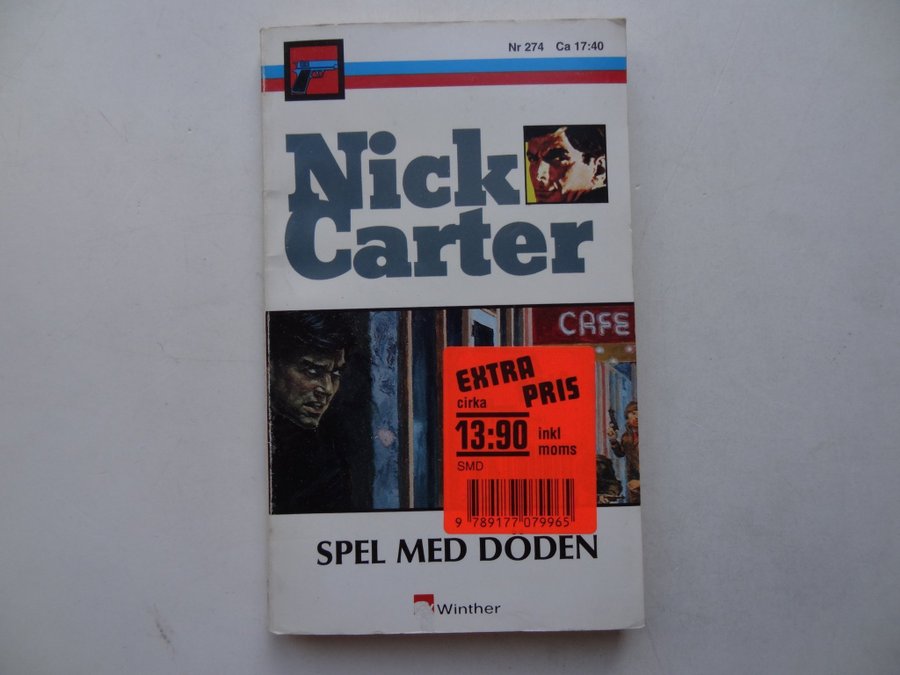 Nr 274 Ca 17:40
Nick
Carter
CAFE
EXTRA
PRIS
cirka
13:90 inkl
moms
SMD
9 789177 079965
SPEL MED DÖDEN
Winther